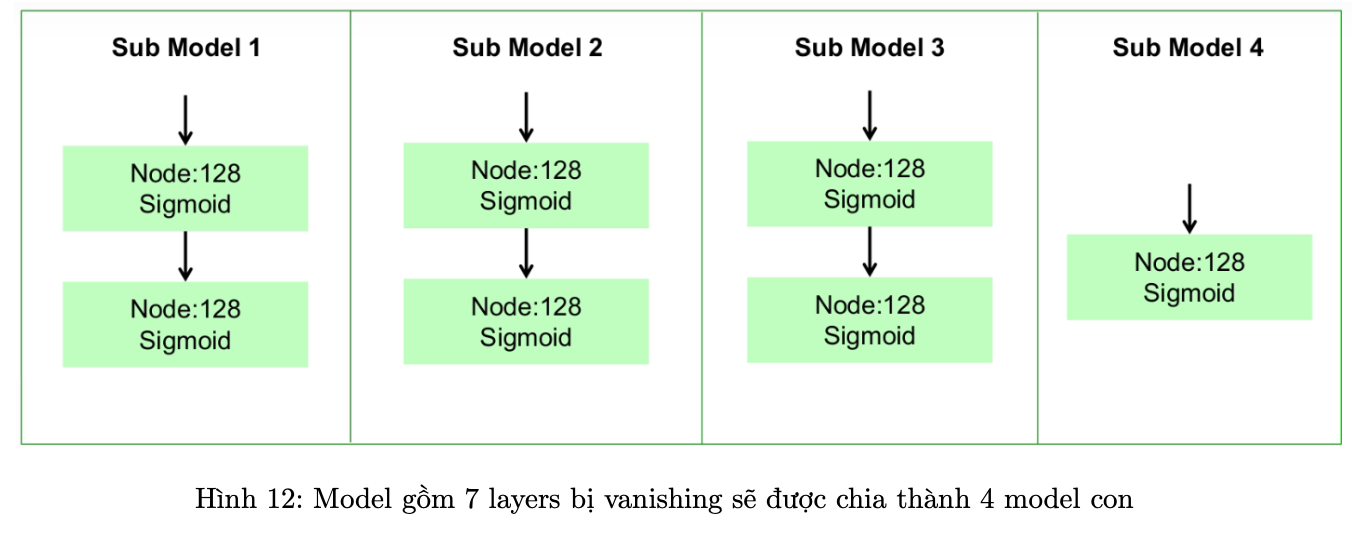 Sub Model 1
Node:128
Sigmoid
Node:128
Sigmoid
Sub Model 2
Node:128
Sigmoid
Node:128
Sigmoid
Sub Model 3
Node:128
Sigmoid
Node:128
Sigmoid
Sub Model 4
Node:128
Sigmoid
Hình 12: Model gồm 7 layers bị vanishing sẽ được chia thành 4 model con